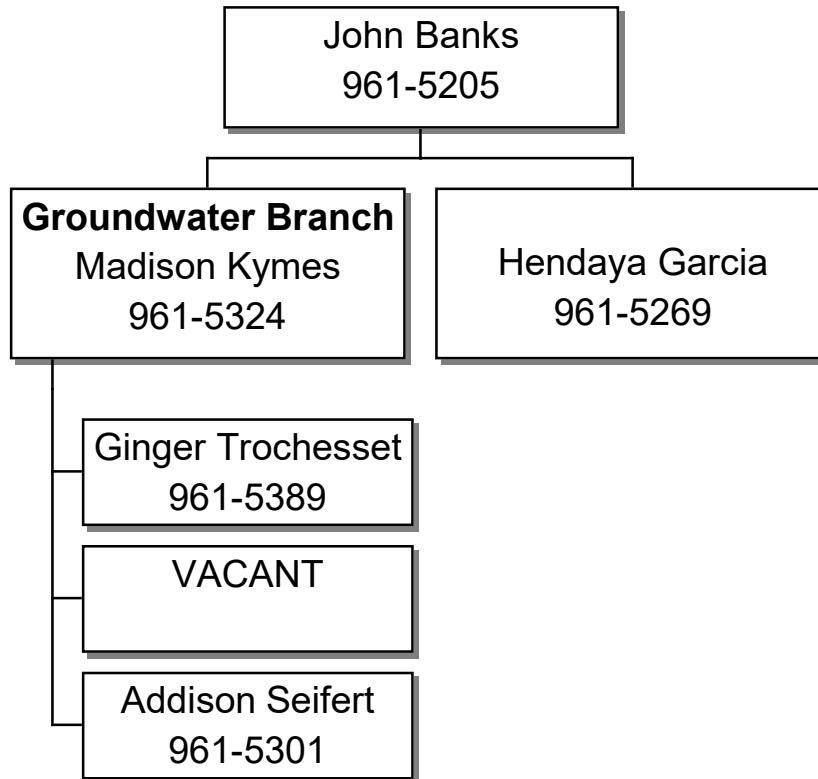 John Banks
961-5205
Groundwater Branch
Madison Kymes
961-5324
Hendaya Garcia
961-5269
Ginger Trochesset
961-5389
VACANT
Addison Seifert
961-5301